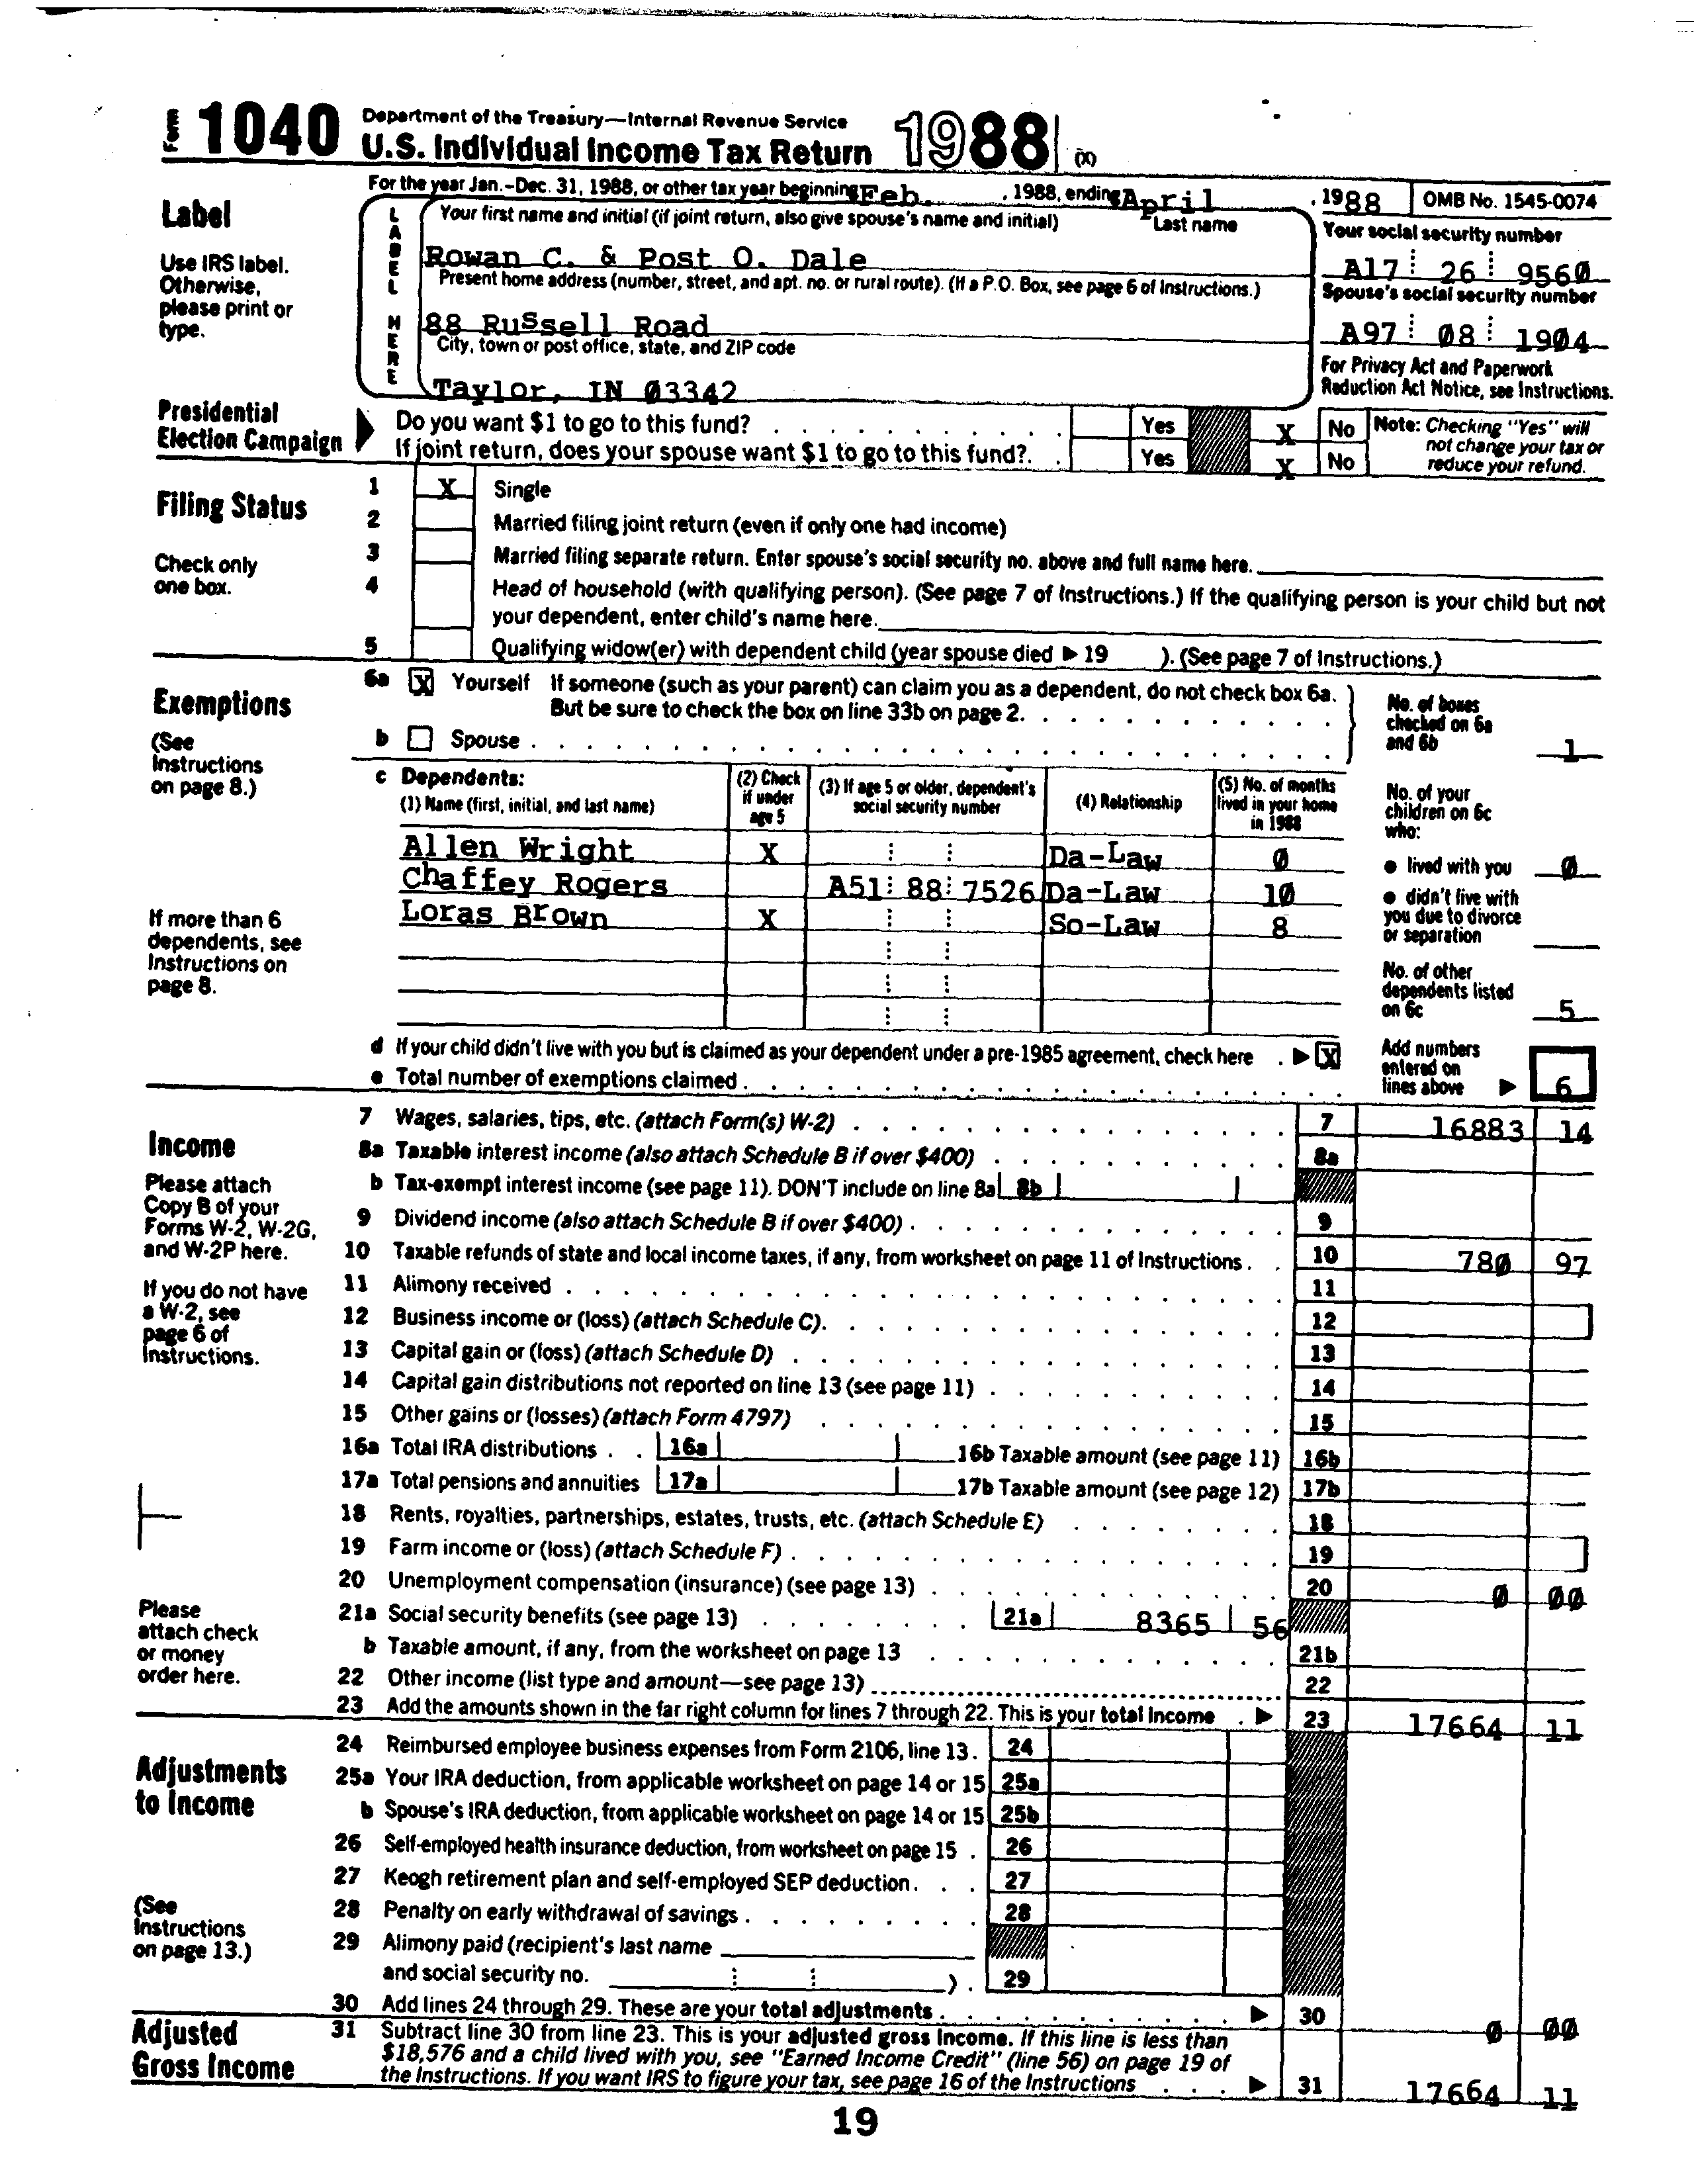 Form 1040 Department of the Treasury—Internal Revenue Service
U.S. Individual Income Tax Return 1988 (X)
For the year Jan.-Dec. 31, 1988, or other tax year beginning Feb. , 1988, ending April , 1988 OMB No. 1545-0074
Label
Use IRS label.
Otherwise,
please print or
type.
LABEL HERE
Your first name and initial (if joint return, also give spouse's name and initial) Last name
Rowan C. & Post O. Dale
Present home address (number, street, and apt. no. or rural route). (If a P.O. Box, see page 6 of Instructions.)
88 RuSsell Road
City, town or post office, state, and ZIP code
Taylor, IN 03342
Your social security number
A17 26 9560
Spouse's social security number
A97 08 1904
For Privacy Act and Paperwork
Reduction Act Notice, see Instructions.
Presidential
Election Campaign
Do you want $1 to go to this fund? Yes X No
If joint return, does your spouse want $1 to go to this fund?. Yes X No
Note: Checking "Yes" will
not change your tax or
reduce your refund.
Filing Status
Check only
one box.
1 X Single
2 Married filing joint return (even if only one had income)
3 Married filing separate return. Enter spouse's social security no. above and full name here.
4 Head of household (with qualifying person). (See page 7 of Instructions.) If the qualifying person is your child but not
your dependent, enter child's name here.
5 Qualifying widow(er) with dependent child (year spouse died ▶ 19 ). (See page 7 of Instructions.)
Exemptions
(See
Instructions
on page 8.)
6a X Yourself If someone (such as your parent) can claim you as a dependent, do not check box 6a.
But be sure to check the box on line 33b on page 2.
b Spouse
No. of boxes
checked on 6a
and 6b 1
c Dependents:
(1) Name (first, initial, and last name)
(2) Check
if under
age 5
(3) If age 5 or older, dependent's
social security number
(4) Relationship
(5) No. of months
lived in your home
in 1988
Allen Wright X Da-Law 0
Chaffey Rogers A51 88 7526 Da-Law 10
Loras Brown X So-Law 8
If more than 6
dependents, see
Instructions on
page 8.
No. of your
children on 6c
who:
● lived with you 0
● didn't live with
you due to divorce
or separation
No. of other
dependents listed
on 6c 5
d If your child didn't live with you but is claimed as your dependent under a pre-1985 agreement, check here . ▶ X
e Total number of exemptions claimed
Add numbers
entered on
lines above ▶ 6
Income
Please attach
Copy B of your
Forms W-2, W-2G,
and W-2P here.
If you do not have
a W-2, see
page 6 of
Instructions.
Please
attach check
or money
order here.
7 Wages, salaries, tips, etc. (attach Form(s) W-2) 7 16883 14
8a Taxable interest income (also attach Schedule B if over $400) 8a
b Tax-exempt interest income (see page 11). DON'T include on line 8a 8b
9 Dividend income (also attach Schedule B if over $400) 9
10 Taxable refunds of state and local income taxes, if any, from worksheet on page 11 of Instructions 10 780 97
11 Alimony received 11
12 Business income or (loss) (attach Schedule C). 12
13 Capital gain or (loss) (attach Schedule D) 13
14 Capital gain distributions not reported on line 13 (see page 11) 14
15 Other gains or (losses) (attach Form 4797) 15
16a Total IRA distributions 16a 16b Taxable amount (see page 11) 16b
17a Total pensions and annuities 17a 17b Taxable amount (see page 12) 17b
18 Rents, royalties, partnerships, estates, trusts, etc. (attach Schedule E) 18
19 Farm income or (loss) (attach Schedule F) 19
20 Unemployment compensation (insurance) (see page 13) 20 0 00
21a Social security benefits (see page 13) 21a 8365 56
b Taxable amount, if any, from the worksheet on page 13 21b
22 Other income (list type and amount—see page 13) 22
23 Add the amounts shown in the far right column for lines 7 through 22. This is your total income . ▶ 23 17664 11
Adjustments
to Income
(See
Instructions
on page 13.)
24 Reimbursed employee business expenses from Form 2106, line 13. 24
25a Your IRA deduction, from applicable worksheet on page 14 or 15 25a
b Spouse's IRA deduction, from applicable worksheet on page 14 or 15 25b
26 Self-employed health insurance deduction, from worksheet on page 15 . 26
27 Keogh retirement plan and self-employed SEP deduction. 27
28 Penalty on early withdrawal of savings 28
29 Alimony paid (recipient's last name
and social security no. ). 29
30 Add lines 24 through 29. These are your total adjustments ▶ 30 0 00
Adjusted
Gross Income
31 Subtract line 30 from line 23. This is your adjusted gross income. If this line is less than
$18,576 and a child lived with you, see "Earned Income Credit" (line 56) on page 19 of
the Instructions. If you want IRS to figure your tax, see page 16 of the Instructions ▶ 31 17664 11
19